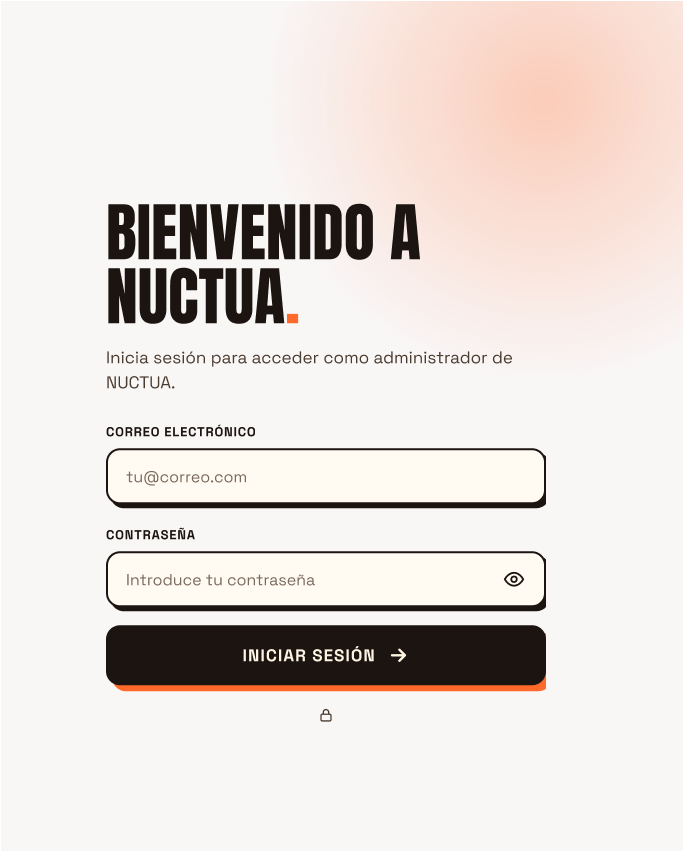 BIENVENIDO A
NUCTUA.
Inicia sesión para acceder como administrador de
NUCTUA.
CORREO ELECTRÓNICO
tu@correo.com
CONTRASEÑA
Introduce tu contraseña
INICIAR SESIÓN →